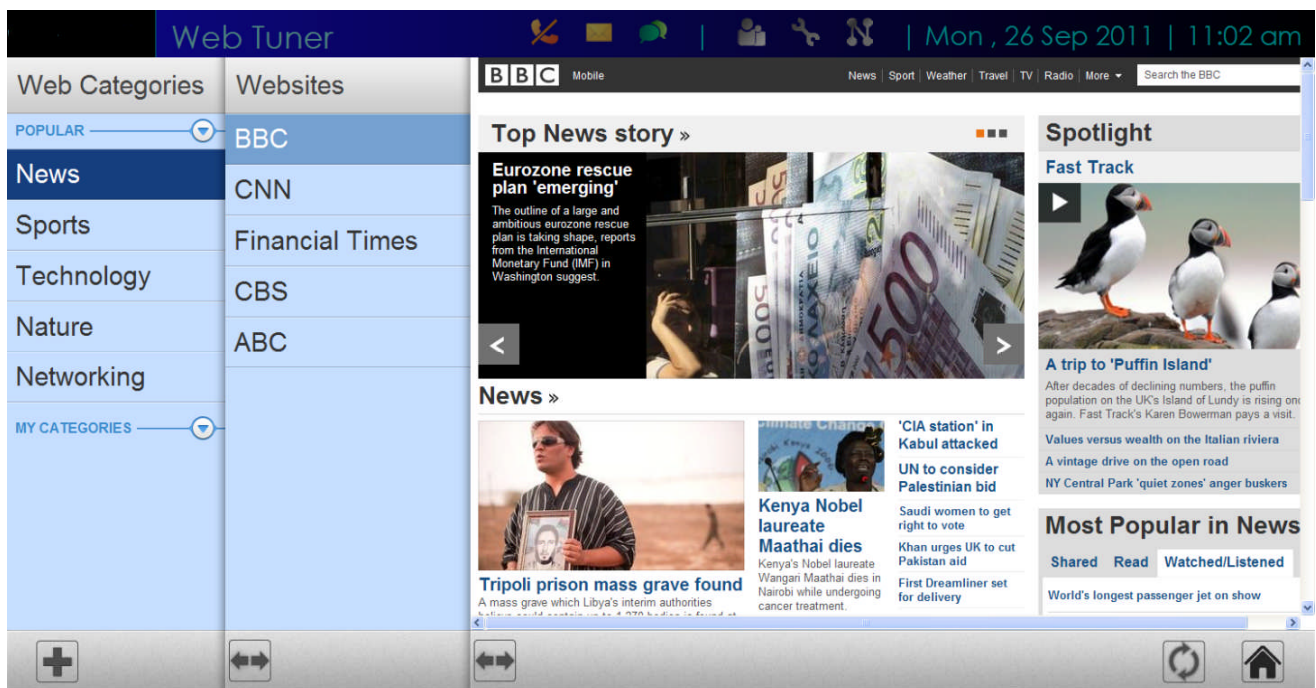 Web Tuner
| Mon , 26 Sep 2011 | 11:02 am
Web Categories
POPULAR
News
Sports
Technology
Nature
Networking
MY CATEGORIES
Websites
BBC
CNN
Financial Times
CBS
ABC
BBC Mobile
News | Sport | Weather | Travel | TV | Radio | More
Search the BBC
Top News story »
Eurozone rescue
plan 'emerging'
The outline of a large and
ambitious eurozone rescue
plan is taking shape, reports
from the International
Monetary Fund (IMF) in
Washington suggest.
500
News »
Tripoli prison mass grave found
A mass grave which Libya's interim authorities
Climate Change
Kenya Nobel
laureate
Maathai dies
Kenya's Nobel laureate
Wangari Maathai dies in
Nairobi while undergoing
cancer treatment.
'CIA station' in
Kabul attacked
UN to consider
Palestinian bid
Saudi women to get
right to vote
Khan urges UK to cut
Pakistan aid
First Dreamliner set
for delivery
Spotlight
Fast Track
A trip to 'Puffin Island'
After decades of declining numbers, the puffin
population on the UK's Island of Lundy is rising
again. Fast Track's Karen Bowerman pays a visit.
Values versus wealth on the Italian riviera
A vintage drive on the open road
NY Central Park 'quiet zones' anger buskers
Most Popular in News
Shared Read Watched/Listened
World's longest passenger jet on show